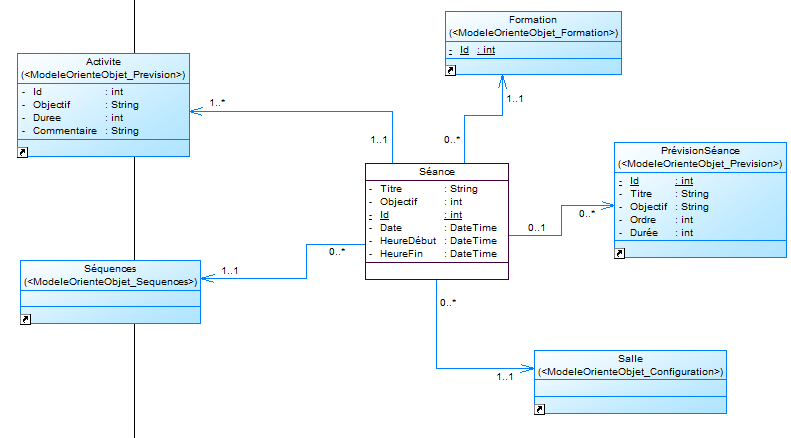 Formation
(<ModeleOrienteObjet_Formation>)
- Id : int
Activite
(<ModeleOrienteObjet_Prevision>)
- Id : int
- Objectif : String
- Duree : int
- Commentaire : String
1..*
1..1
1..1
0..*
PrévisionSéance
(<ModeleOrienteObjet_Prevision>)
- Id : int
- Titre : String
- Objectif : String
- Ordre : int
- Durée : int
Séance
- Titre : String
- Objectif : int
- Id : int
- Date : DateTime
- HeureDébut : DateTime
- HeureFin : DateTime
0..1
0..*
0..*
1..1
Séquences
(<ModeleOrienteObjet_Sequences>)
0..*
1..1
Salle
(<ModeleOrienteObjet_Configuration>)